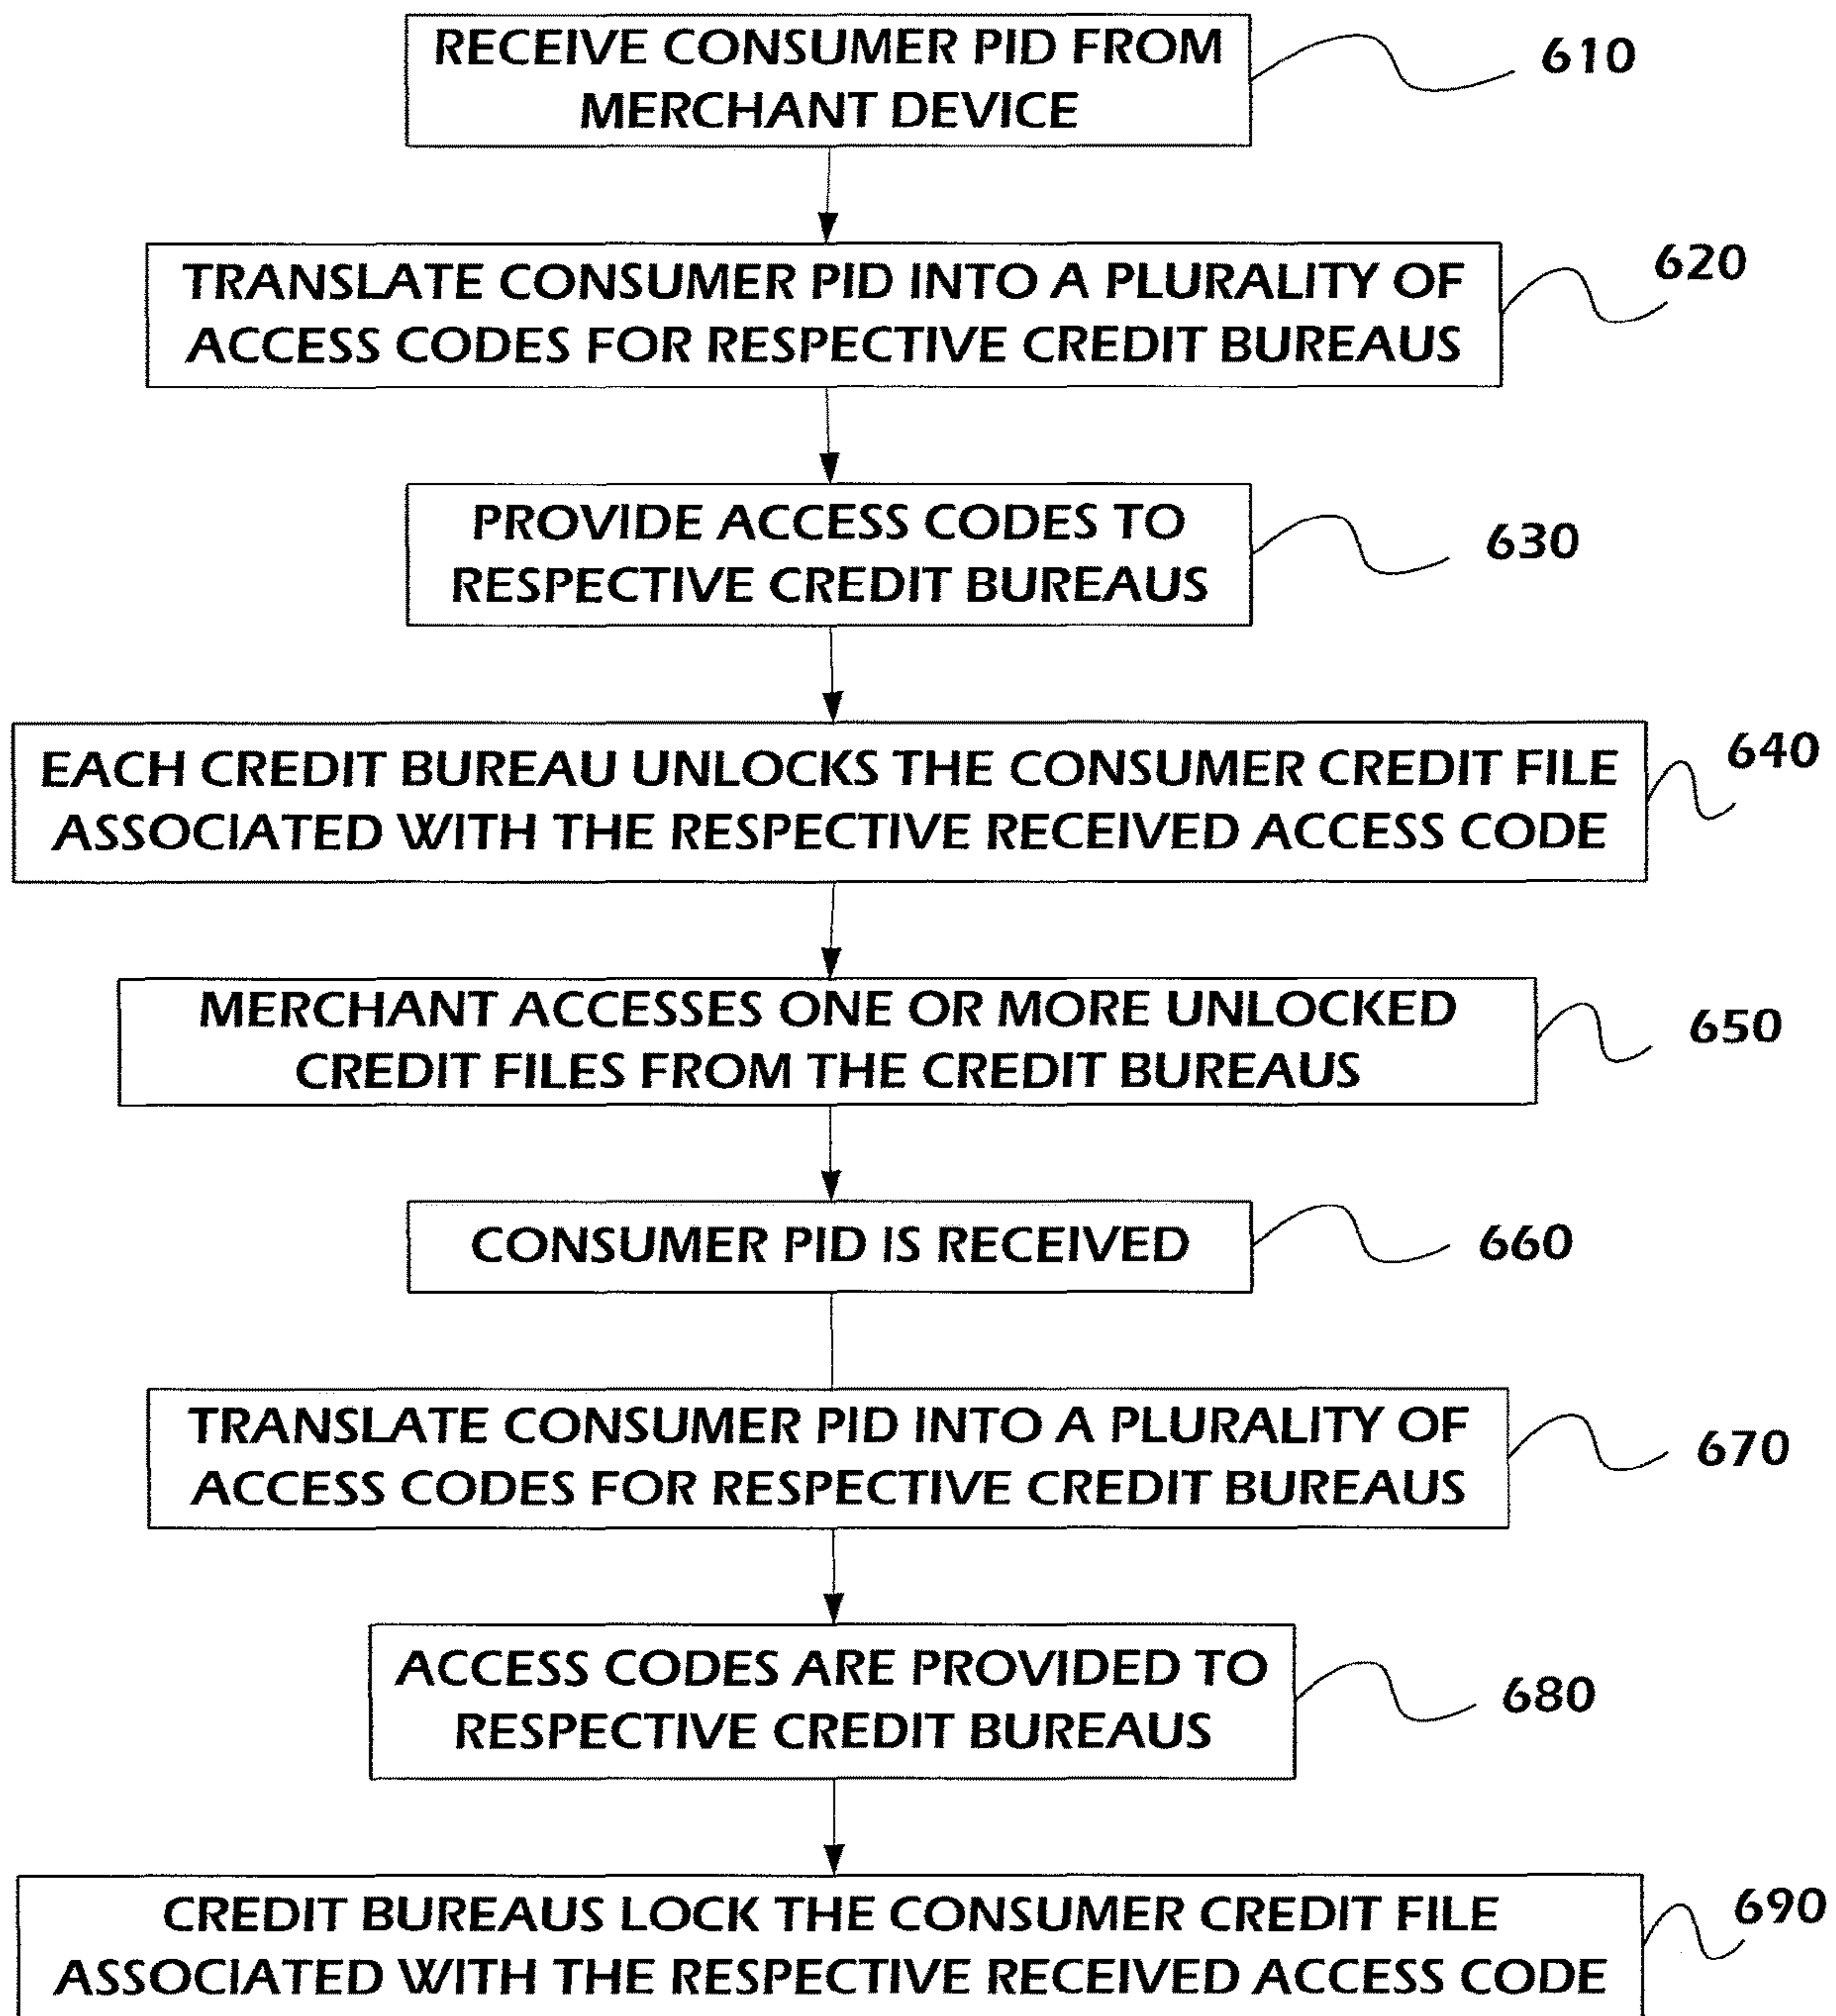 RECEIVE CONSUMER PID FROM
MERCHANT DEVICE
610
TRANSLATE CONSUMER PID INTO A PLURALITY OF
ACCESS CODES FOR RESPECTIVE CREDIT BUREAUS
620
PROVIDE ACCESS CODES TO
RESPECTIVE CREDIT BUREAUS
630
EACH CREDIT BUREAU UNLOCKS THE CONSUMER CREDIT FILE
ASSOCIATED WITH THE RESPECTIVE RECEIVED ACCESS CODE
640
MERCHANT ACCESSES ONE OR MORE UNLOCKED
CREDIT FILES FROM THE CREDIT BUREAUS
650
CONSUMER PID IS RECEIVED
660
TRANSLATE CONSUMER PID INTO A PLURALITY OF
ACCESS CODES FOR RESPECTIVE CREDIT BUREAUS
670
ACCESS CODES ARE PROVIDED TO
RESPECTIVE CREDIT BUREAUS
680
CREDIT BUREAUS LOCK THE CONSUMER CREDIT FILE
ASSOCIATED WITH THE RESPECTIVE RECEIVED ACCESS CODE
690